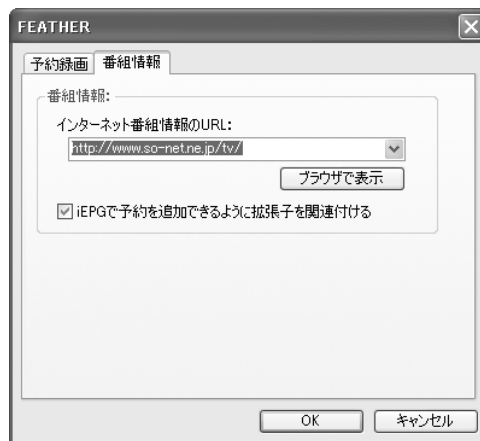 FEATHER
予約録画 番組情報
番組情報:
インターネット番組情報のURL:
http://www.so-net.ne.jp/tv/
ブラウザで表示
iEPGで予約を追加できるように拡張子を関連付ける
OK キャンセル